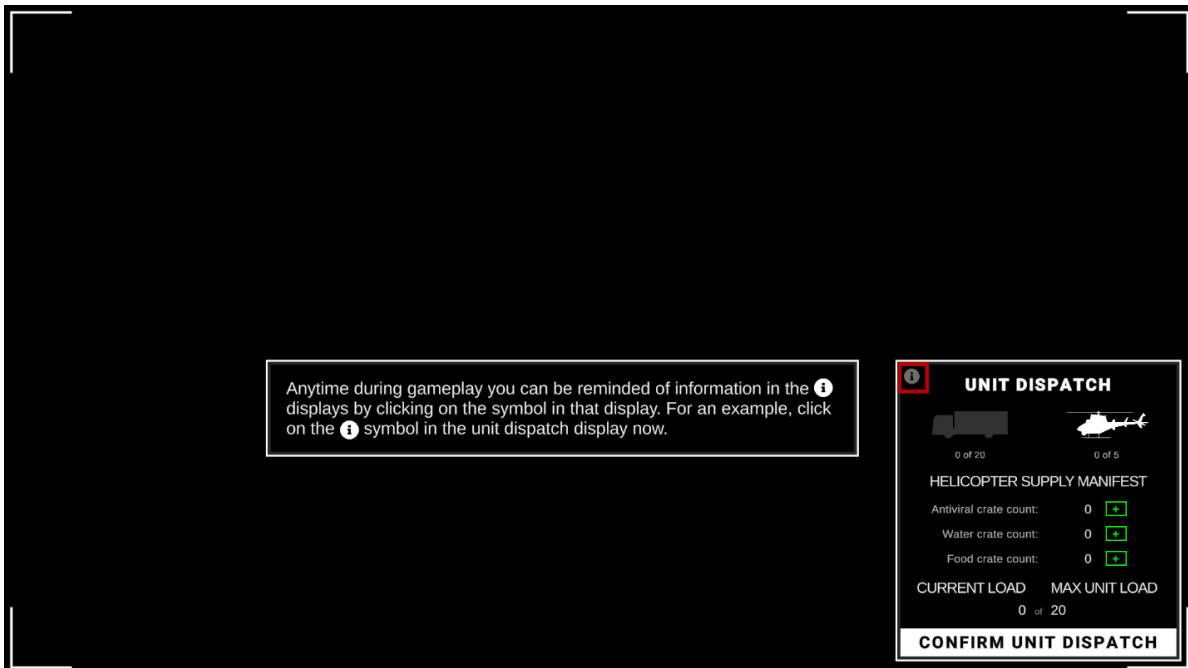 Anytime during gameplay you can be reminded of information in the i
displays by clicking on the symbol in that display. For an example, click
on the i symbol in the unit dispatch display now.
i
UNIT DISPATCH
0 of 20 0 of 5
HELICOPTER SUPPLY MANIFEST
Antiviral crate count: 0 +
Water crate count: 0 +
Food crate count: 0 +
CURRENT LOAD MAX UNIT LOAD
0 of 20
CONFIRM UNIT DISPATCH